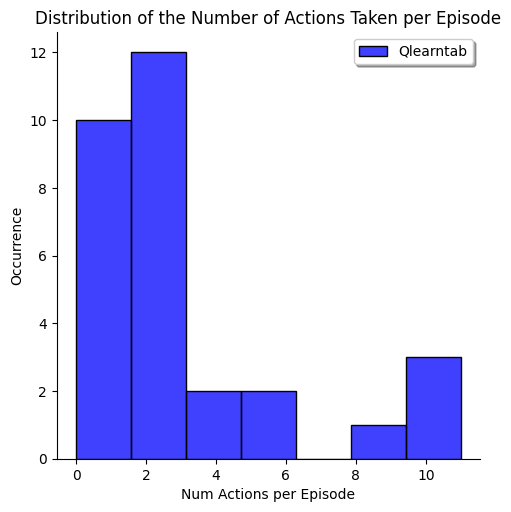 Distribution of the Number of Actions Taken per Episode
Qlearntab
12
10
8
6
4
2
0
Occurrence
0 2 4 6 8 10
Num Actions per Episode